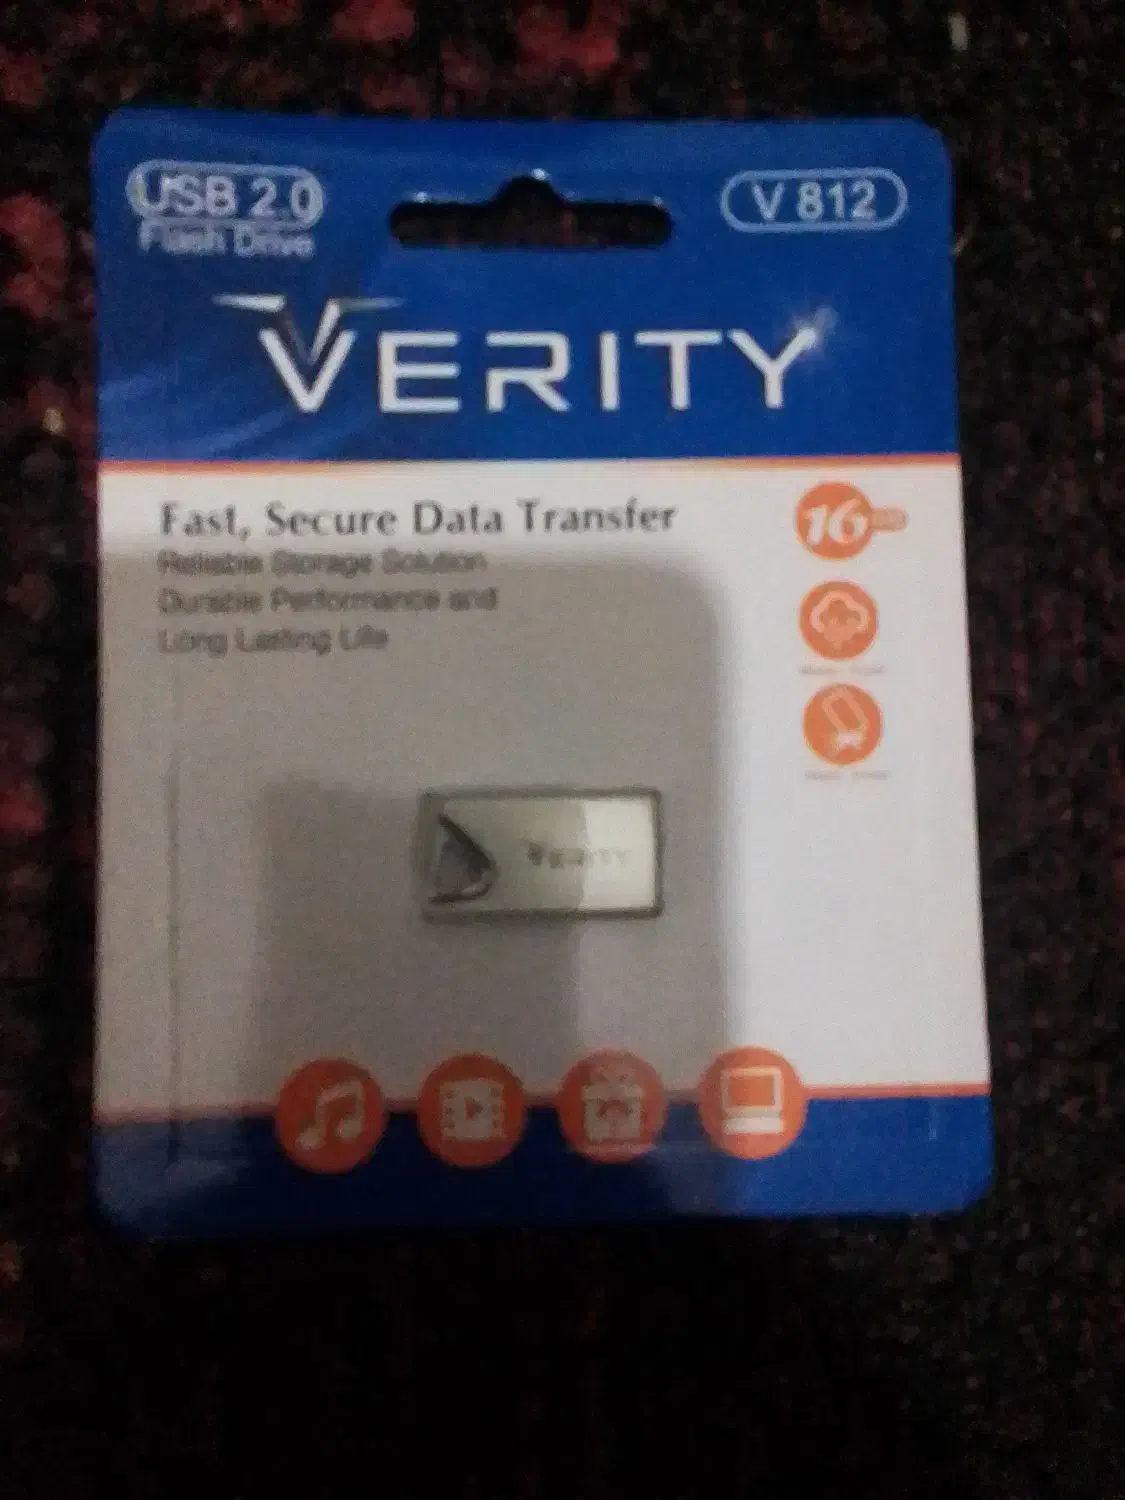 USB 2.0
Flash Drive
V 812
VERITY
Fast, Secure Data Transfer
Reliable Storage Solution
Durable Performance and
Long Lasting Life
16
VERITY